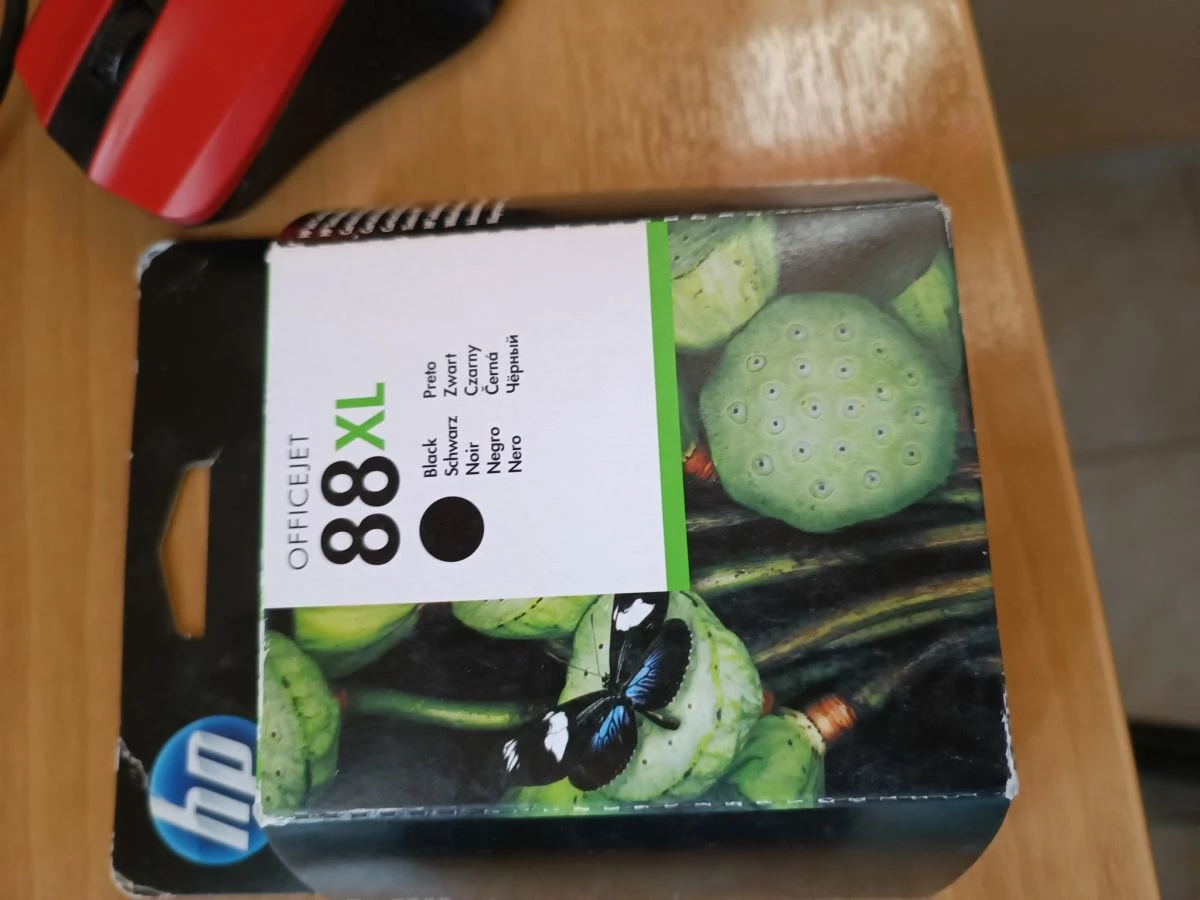 hp
OFFICEJET
88XL
Black Preto
Schwarz Zwart
Noir Czarny
Negro Černá
Nero Чёрный